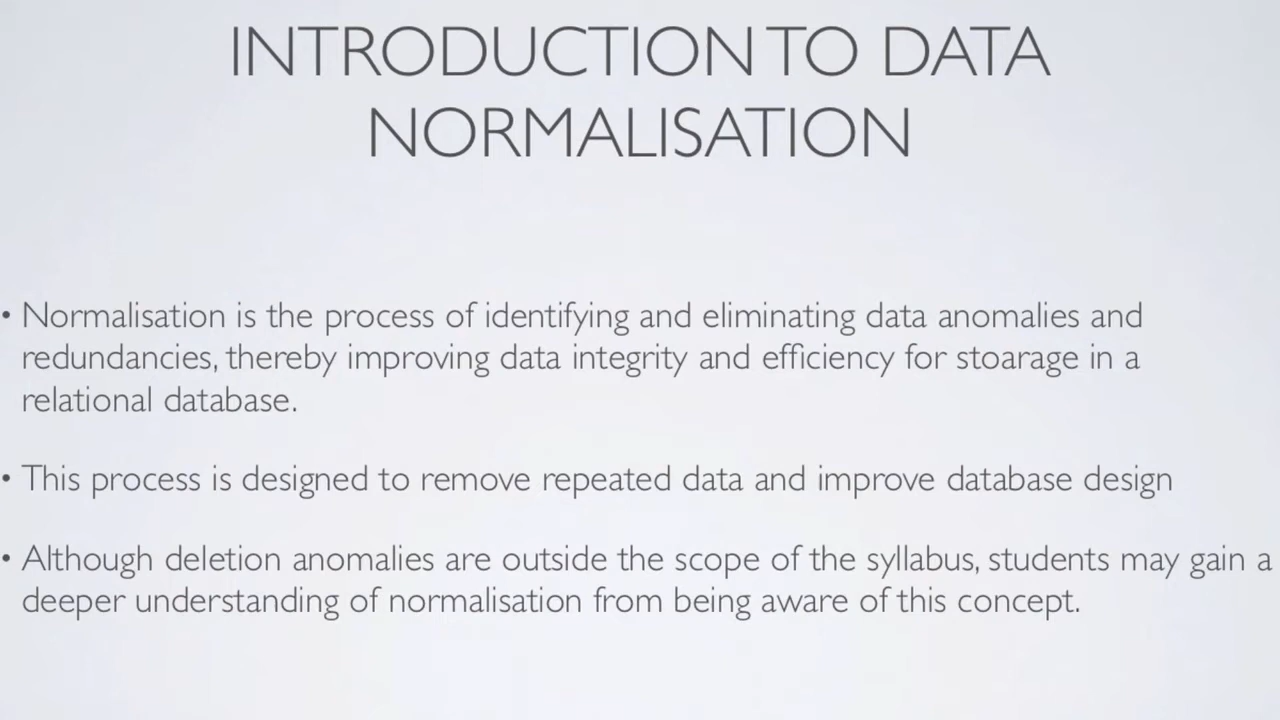 INTRODUCTION TO DATA
NORMALISATION
• Normalisation is the process of identifying and eliminating data anomalies and
redundancies, thereby improving data integrity and efficiency for stoarage in a
relational database.
• This process is designed to remove repeated data and improve database design
• Although deletion anomalies are outside the scope of the syllabus, students may gain a
deeper understanding of normalisation from being aware of this concept.